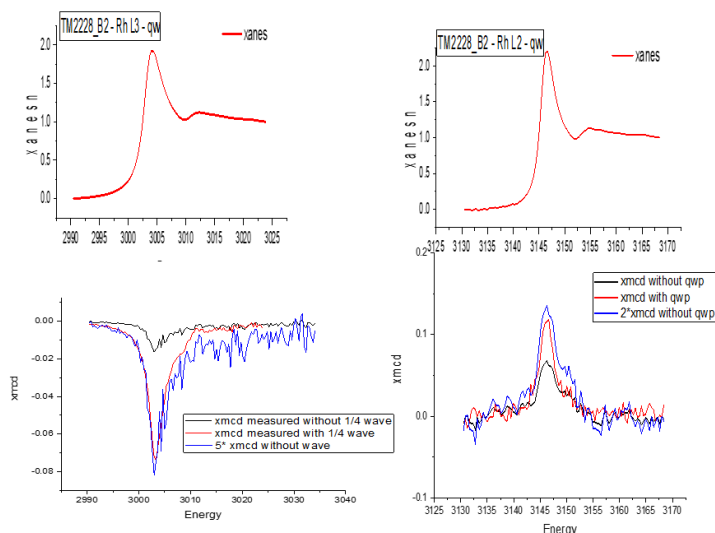 TM2228_B2 - Rh L3 - qw
xanes
xanesn
2.0
1.5
1.0
0.5
0.0
2990 2995 3000 3005 3010 3015 3020 3025
TM2228_B2 - Rh L2 - qw
xanes
xanesn
2.0
1.5
1.0
0.5
0.0
3125 3130 3135 3140 3145 3150 3155 3160 3165 3170
xmcd
0.00
-0.02
-0.04
-0.06
-0.08
xmcd measured without 1/4 wave
xmcd measured with 1/4 wave
5* xmcd without wave
2990 3000 3010 3020 3030 3040
Energy
xmcd
0.2
0.1
0.0
-0.1
xmcd without qwp
xmcd with qwp
2*xmcd without qwp
3125 3130 3135 3140 3145 3150 3155 3160 3165 3170
Energy